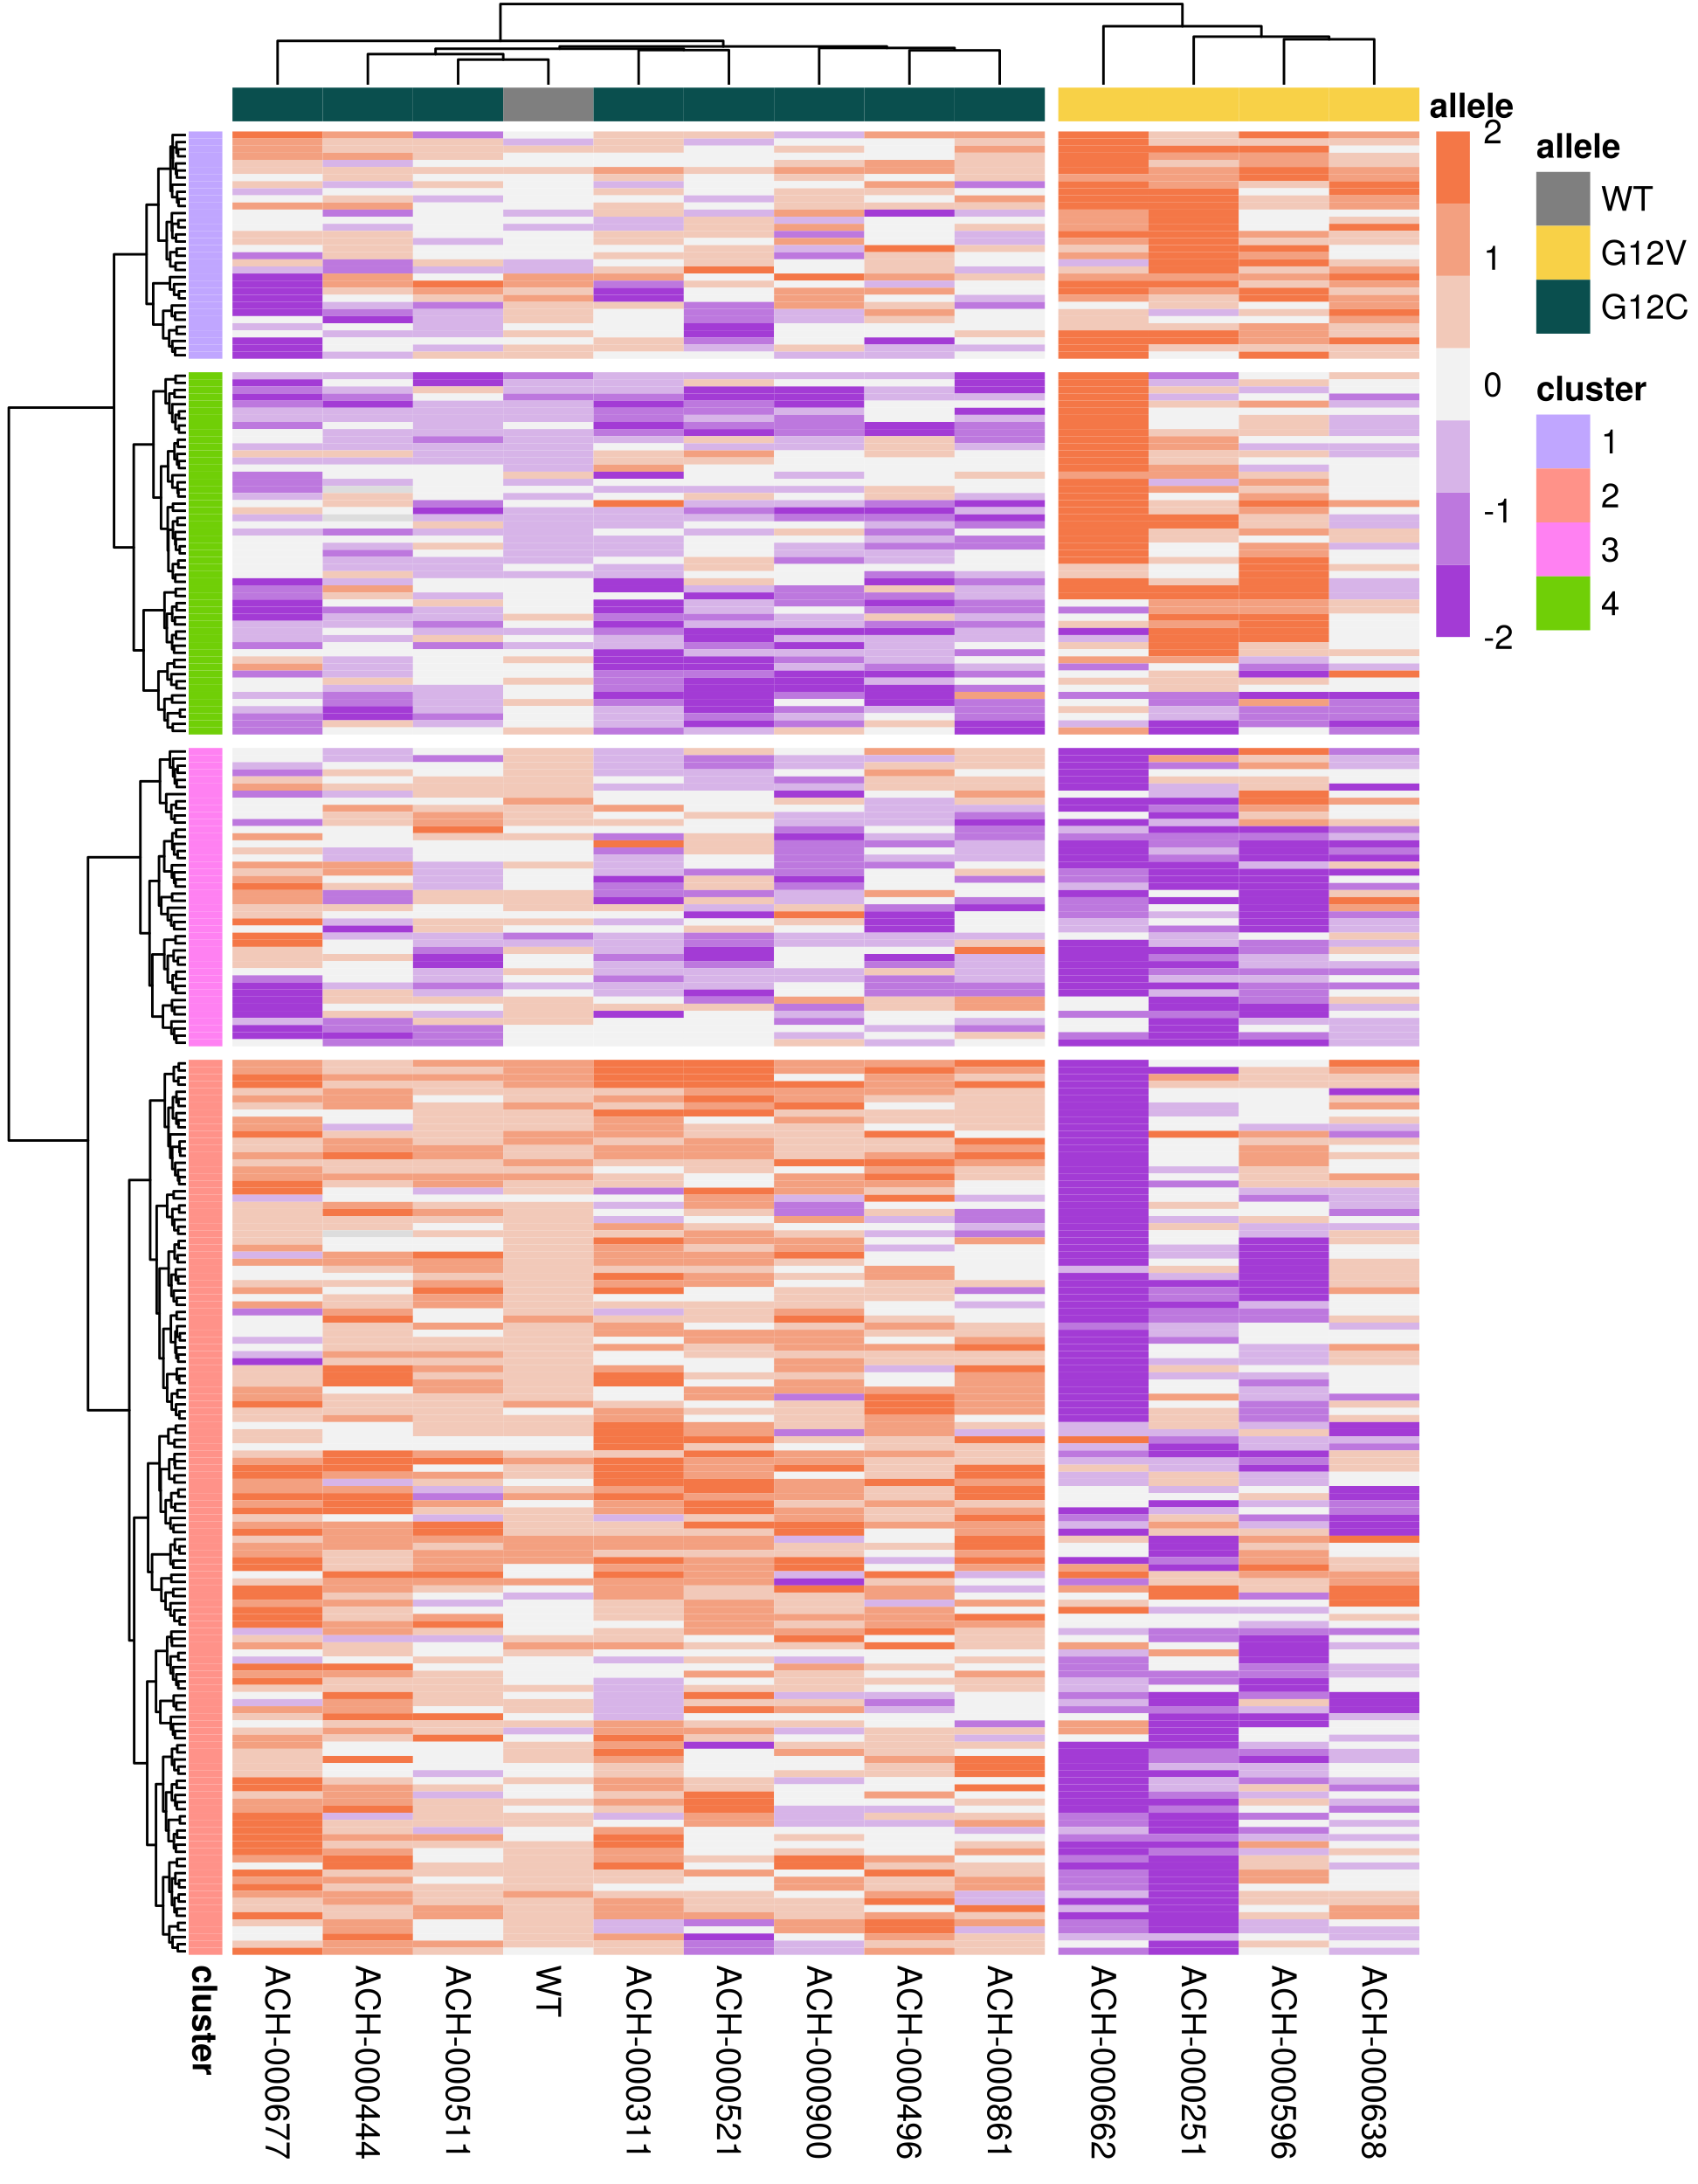 allele
2
1
0
-1
-2
allele
WT
G12V
G12C
cluster
1
2
3
4
cluster
ACH-000677
ACH-000444
ACH-000511
WT
ACH-000311
ACH-000521
ACH-000900
ACH-000496
ACH-000861
ACH-000662
ACH-000251
ACH-000596
ACH-000638